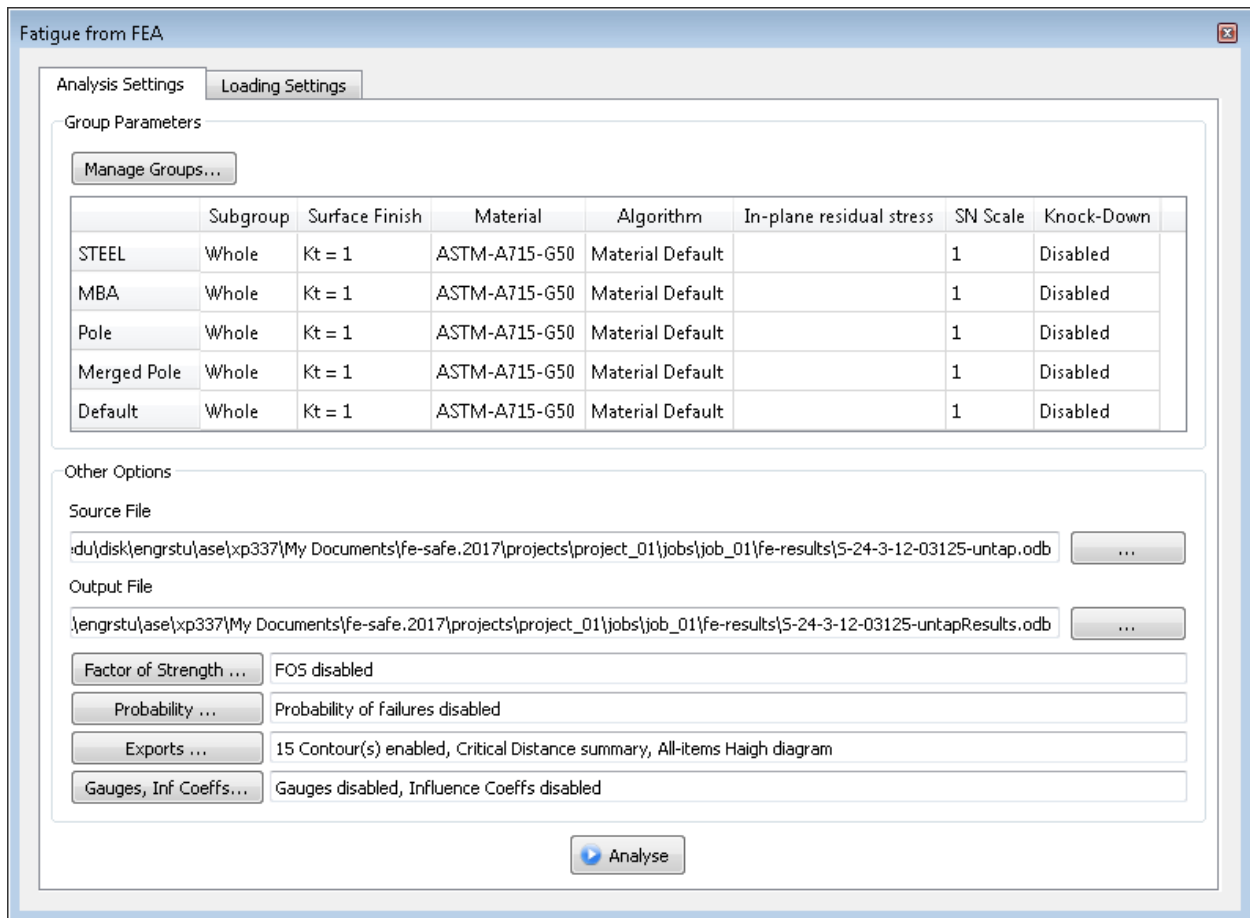 Fatigue from FEA
Analysis Settings Loading Settings
Group Parameters
Manage Groups...
Subgroup Surface Finish Material Algorithm In-plane residual stress SN Scale Knock-Down
STEEL Whole Kt = 1 ASTM-A715-G50 Material Default 1 Disabled
MBA Whole Kt = 1 ASTM-A715-G50 Material Default 1 Disabled
Pole Whole Kt = 1 ASTM-A715-G50 Material Default 1 Disabled
Merged Pole Whole Kt = 1 ASTM-A715-G50 Material Default 1 Disabled
Default Whole Kt = 1 ASTM-A715-G50 Material Default 1 Disabled
Other Options
Source File
du\disk\engrstu\ase\xp337\My Documents\fe-safe.2017\projects\project_01\jobs\job_01\fe-results\S-24-3-12-03125-untap.odb ...
Output File
.\engrstu\ase\xp337\My Documents\fe-safe.2017\projects\project_01\jobs\job_01\fe-results\S-24-3-12-03125-untapResults.odb ...
Factor of Strength ... FOS disabled
Probability ... Probability of failures disabled
Exports ... 15 Contour(s) enabled, Critical Distance summary, All-items Haigh diagram
Gauges, Inf Coeffs... Gauges disabled, Influence Coeffs disabled
Analyse